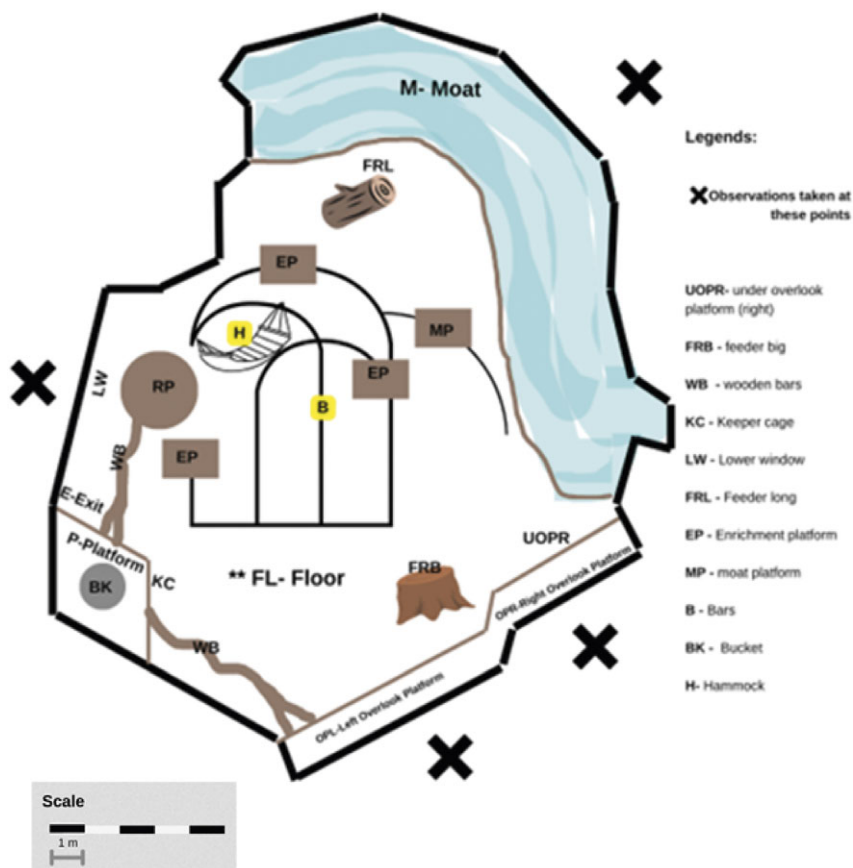 M- Moat
FRL
EP
H
MP
EP
B
RP
LW
WB
EP
E-Exit
P-Platform
BK
KC
** FL- Floor
FRB
UOPR
OPR-Right Overlook Platform
WB
OPL-Left Overlook Platform
Legends:
Observations taken at
these points
UOPR- under overlook
platform (right)
FRB - feeder big
WB - wooden bars
KC - Keeper cage
LW - Lower window
FRL - Feeder long
EP - Enrichment platform
MP - moat platform
B - Bars
BK - Bucket
H- Hammock
Scale
1 m